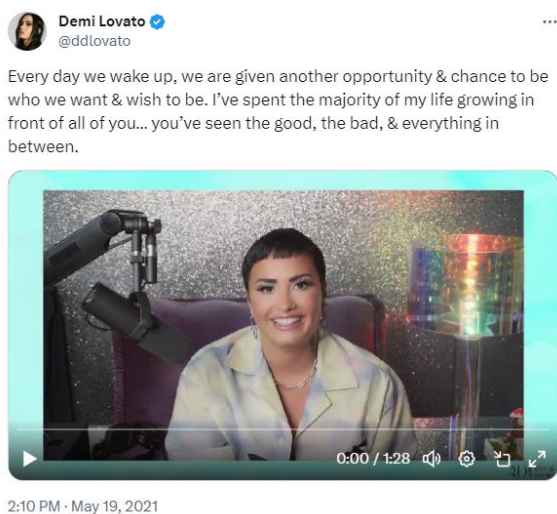 Demi Lovato
@ddlovato
Every day we wake up, we are given another opportunity & chance to be
who we want & wish to be. I've spent the majority of my life growing in
front of all of you... you've seen the good, the bad, & everything in
between.
0:00 / 1:28
2:10 PM · May 19, 2021